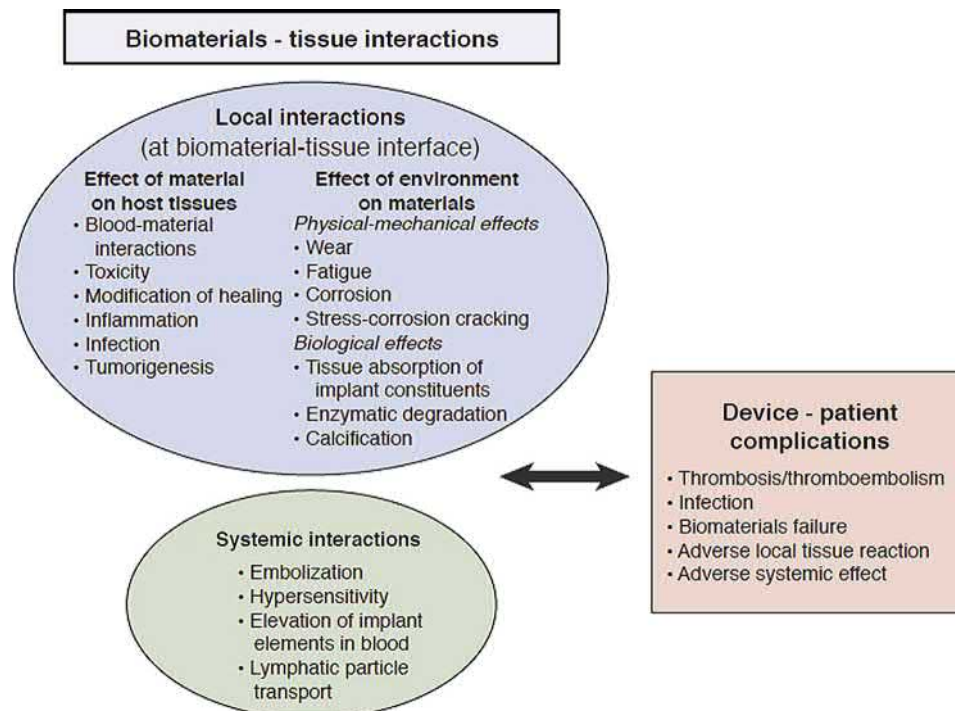 Biomaterials - tissue interactions
Local interactions
(at biomaterial-tissue interface)
Effect of material
on host tissues
• Blood-material
interactions
• Toxicity
• Modification of healing
• Inflammation
• Infection
• Tumorigenesis
Effect of environment
on materials
Physical-mechanical effects
• Wear
• Fatigue
• Corrosion
• Stress-corrosion cracking
Biological effects
• Tissue absorption of
implant constituents
• Enzymatic degradation
• Calcification
Systemic interactions
• Embolization
• Hypersensitivity
• Elevation of implant
elements in blood
• Lymphatic particle
transport
Device - patient
complications
• Thrombosis/thromboembolism
• Infection
• Biomaterials failure
• Adverse local tissue reaction
• Adverse systemic effect